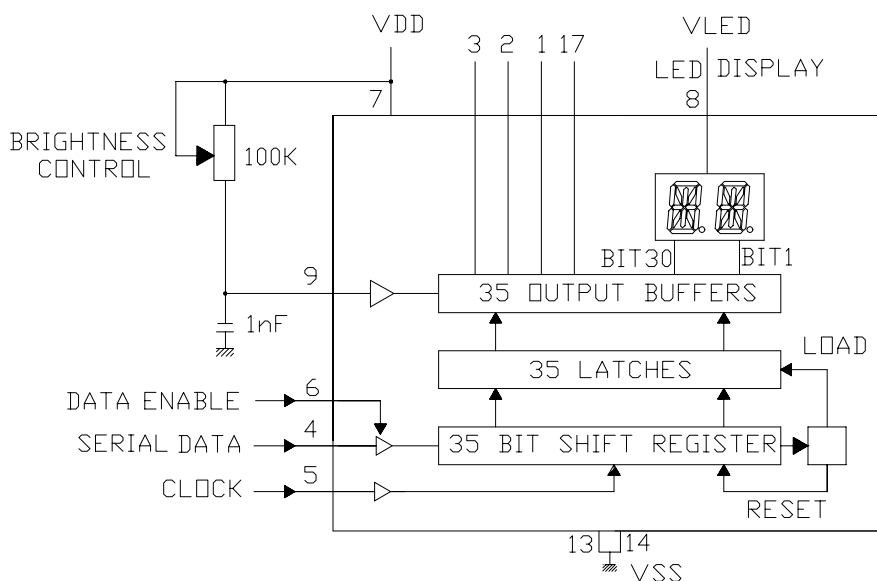 VDD
VLED
3 2 1 17
LED DISPLAY
7
8
BRIGHTNESS
CONTROL
100K
BIT30
BIT1
9
35 OUTPUT BUFFERS
1nF
LOAD
35 LATCHES
6
DATA ENABLE
4
SERIAL DATA
35 BIT SHIFT REGISTER
5
CLOCK
RESET
13
14
VSS